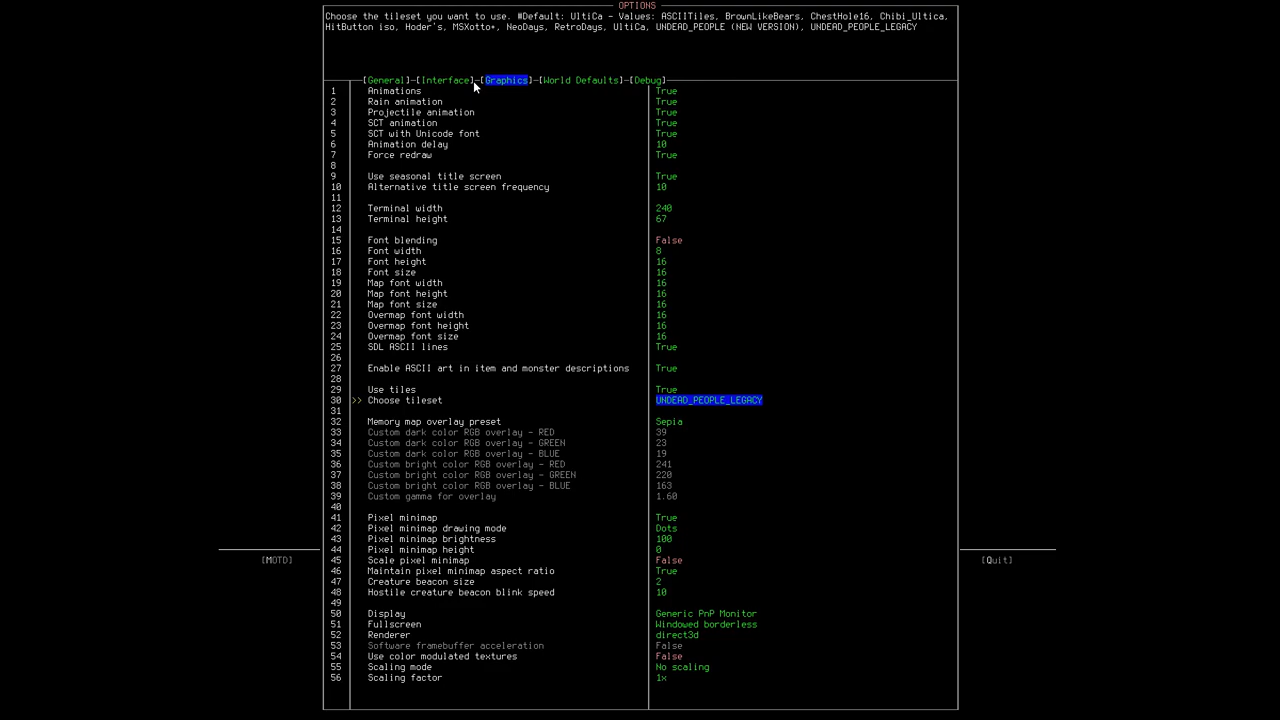 OPTIONS
Choose the tileset you want to use. #Default: UltiCa - Values: ASCIITiles, BrownLikeBears, ChestHole16, Chibi_Ultica,
HitButton iso, Hoder's, MSXotto+, NeoDays, RetroDays, UltiCa, UNDEAD_PEOPLE (NEW VERSION), UNDEAD_PEOPLE_LEGACY
[General]-[Interface]-[Graphics]-[World Defaults]-[Debug]
1 Animations True
2 Rain animation True
3 Projectile animation True
4 SCT animation True
5 SCT with Unicode font True
6 Animation delay 10
7 Force redraw True
8
9 Use seasonal title screen True
10 Alternative title screen frequency 10
11
12 Terminal width 240
13 Terminal height 67
14
15 Font blending False
16 Font width 8
17 Font height 16
18 Font size 16
19 Map font width 16
20 Map font height 16
21 Map font size 16
22 Overmap font width 16
23 Overmap font height 16
24 Overmap font size 16
25 SDL ASCII lines True
26
27 Enable ASCII art in item and monster descriptions True
28
29 Use tiles True
30 >> Choose tileset UNDEAD_PEOPLE_LEGACY
31
32 Memory map overlay preset Sepia
33 Custom dark color RGB overlay - RED 39
34 Custom dark color RGB overlay - GREEN 23
35 Custom dark color RGB overlay - BLUE 19
36 Custom bright color RGB overlay - RED 241
37 Custom bright color RGB overlay - GREEN 220
38 Custom bright color RGB overlay - BLUE 163
39 Custom gamma for overlay 1.60
40
41 Pixel minimap True
42 Pixel minimap drawing mode Dots
43 Pixel minimap brightness 100
44 Pixel minimap height 0
45 Scale pixel minimap False
46 Maintain pixel minimap aspect ratio True
47 Creature beacon size 2
48 Hostile creature beacon blink speed 10
49
50 Display Generic PnP Monitor
51 Fullscreen Windowed borderless
52 Renderer direct3d
53 Software framebuffer acceleration False
54 Use color modulated textures False
55 Scaling mode No scaling
56 Scaling factor 1x
[MOTD]
[Quit]